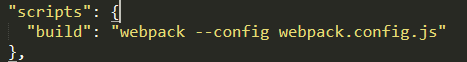 "scripts": {
"build": "webpack --config webpack.config.js"
},